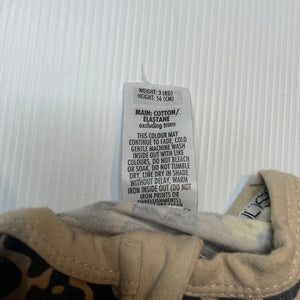 WEIGHT: 3 (KG)
HEIGHT: 56 (CM)
MAIN: COTTON/
ELASTANE
excluding trims
THIS COLOUR MAY
CONTINUE TO FADE, COLD
GENTLE MACHINE WASH
INSIDE OUT WITH LIKE
COLOURS, DO NOT BLEACH
OR SOAK, DO NOT TUMBLE
DRY, LINE DRY IN SHADE
WITHOUT DELAY, WARM
IRON INSIDE OUT (DO NOT
IRON PRINTS OR
EMBELLISHMENTS),